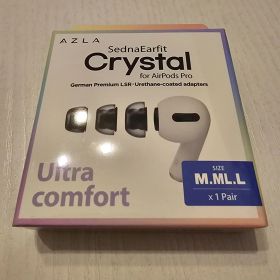 AZLA
SednaEarfit
Crystal
for AirPods Pro
German Premium LSR · Urethane-coated adapters
Ultra
comfort
SIZE
M.ML.L
x 1 Pair